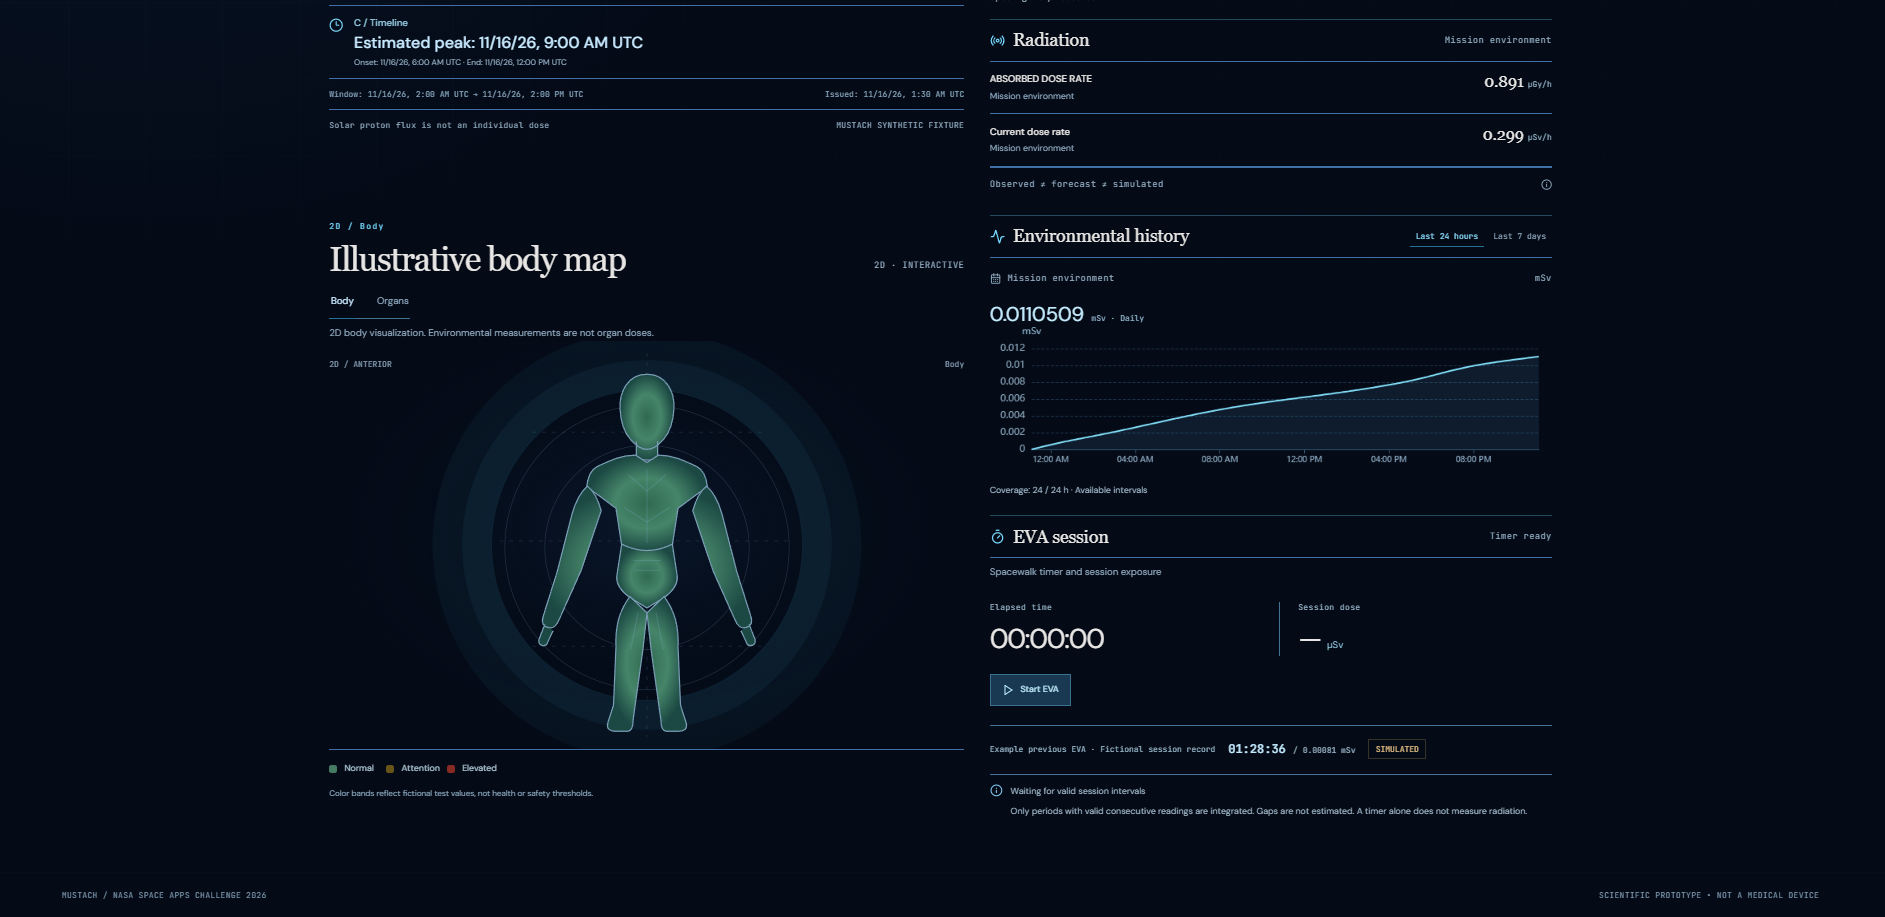 C / Timeline
Estimated peak: 11/16/26, 9:00 AM UTC
Onset: 11/16/26, 6:00 AM UTC · End: 11/16/26, 12:00 PM UTC
Window: 11/16/26, 2:00 AM UTC → 11/16/26, 2:00 PM UTC
Issued: 11/16/26, 1:30 AM UTC
Solar proton flux is not an individual dose
MUSTACH SYNTHETIC FIXTURE
2D / Body
Illustrative body map
2D · INTERACTIVE
Body Organs
2D body visualization. Environmental measurements are not organ doses.
2D / ANTERIOR
Body
Normal Attention Elevated
Color bands reflect fictional test values, not health or safety thresholds.
Radiation
Mission environment
ABSORBED DOSE RATE
Mission environment
0.891 µGy/h
Current dose rate
Mission environment
0.299 µSv/h
Observed ≠ forecast ≠ simulated
Environmental history
Last 24 hours Last 7 days
Mission environment
mSv
0.0110509 mSv · Daily
mSv
0.012
0.01
0.008
0.006
0.004
0.002
0
12:00 AM 04:00 AM 08:00 AM 12:00 PM 04:00 PM 08:00 PM
Coverage: 24 / 24 h · Available intervals
EVA session
Timer ready
Spacewalk timer and session exposure
Elapsed time
00:00:00
Session dose
— µSv
Start EVA
Example previous EVA · Fictional session record 01:28:36 / 0.00081 mSv SIMULATED
Waiting for valid session intervals
Only periods with valid consecutive readings are integrated. Gaps are not estimated. A timer alone does not measure radiation.
MUSTACH / NASA SPACE APPS CHALLENGE 2026
SCIENTIFIC PROTOTYPE • NOT A MEDICAL DEVICE